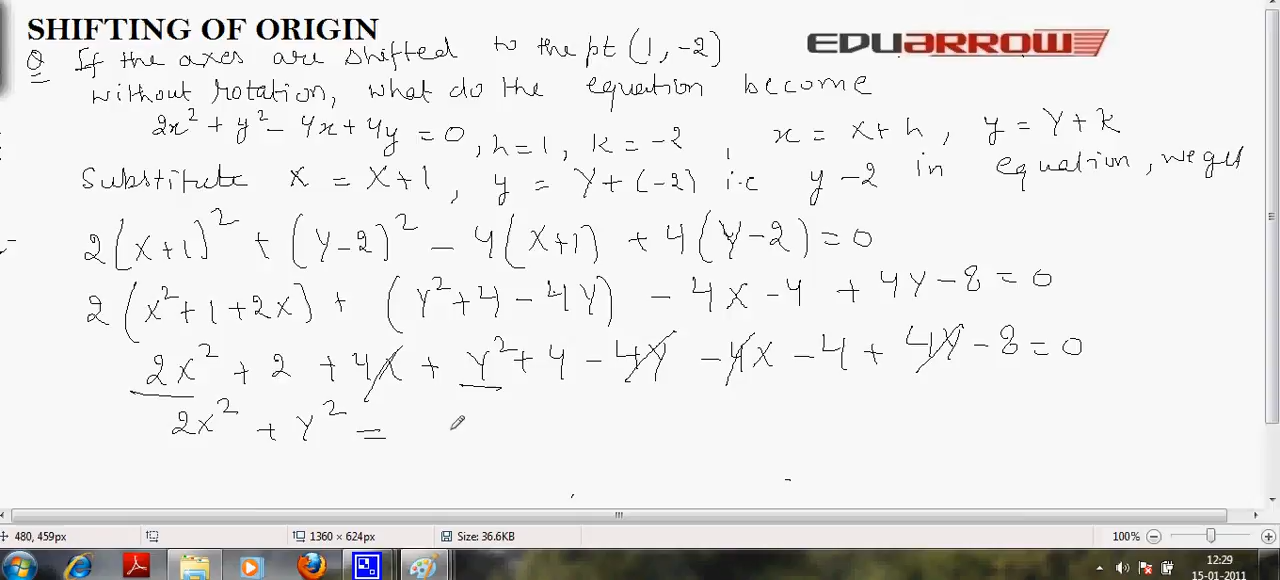 SHIFTING OF ORIGIN
EDUARROW
Q If the axes are shifted to the pt (1, -2)
without rotation, what do the equation become
2x² + y² - 4x + 4y = 0, h = 1, k = -2, x = X + h, y = Y + k
Substitute x = X + 1, y = Y + (-2) i.e y - 2 in equation, we get
2(X+1)² + (Y-2)² - 4(X+1) + 4(Y-2) = 0
2(X² + 1 + 2X) + (Y² + 4 - 4Y) - 4X - 4 + 4Y - 8 = 0
2X² + 2 + 4X + Y² + 4 - 4Y - 4X - 4 + 4Y - 8 = 0
2X² + Y² =
480, 459px
1360 × 624px
Size: 36.6KB
100%
12:29
15-01-2011